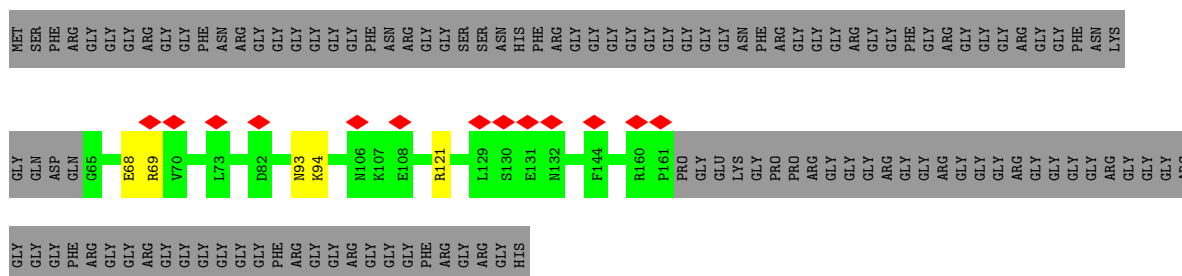 MET SER PHE ARG GLY GLY GLY ARG GLY GLY PHE ASN ARG GLY GLY GLY GLY GLY GLY PHE ASN ARG GLY GLY SER SER ASN HIS PHE ARG GLY GLY GLY GLY GLY GLY GLY GLY GLY ASN PHE ARG GLY GLY GLY ARG GLY GLY PHE GLY ARG GLY GLY GLY ARG GLY GLY PHE ASN LYS
GLY GLN ASP GLN G65 E68 R69 V70 L73 D82 N93 K94 N106 K107 E108 R121 L129 S130 E131 N132 F144 R160 P161 PRO GLY GLU LYS GLY PRO PRO ARG GLY GLY GLY ARG GLY GLY ARG GLY GLY GLY ARG GLY GLY GLY GLY ARG GLY GLY GLY ARG
GLY GLY GLY PHE ARG GLY GLY ARG GLY GLY GLY GLY GLY GLY PHE ARG GLY GLY ARG GLY GLY GLY PHE ARG GLY ARG GLY HIS